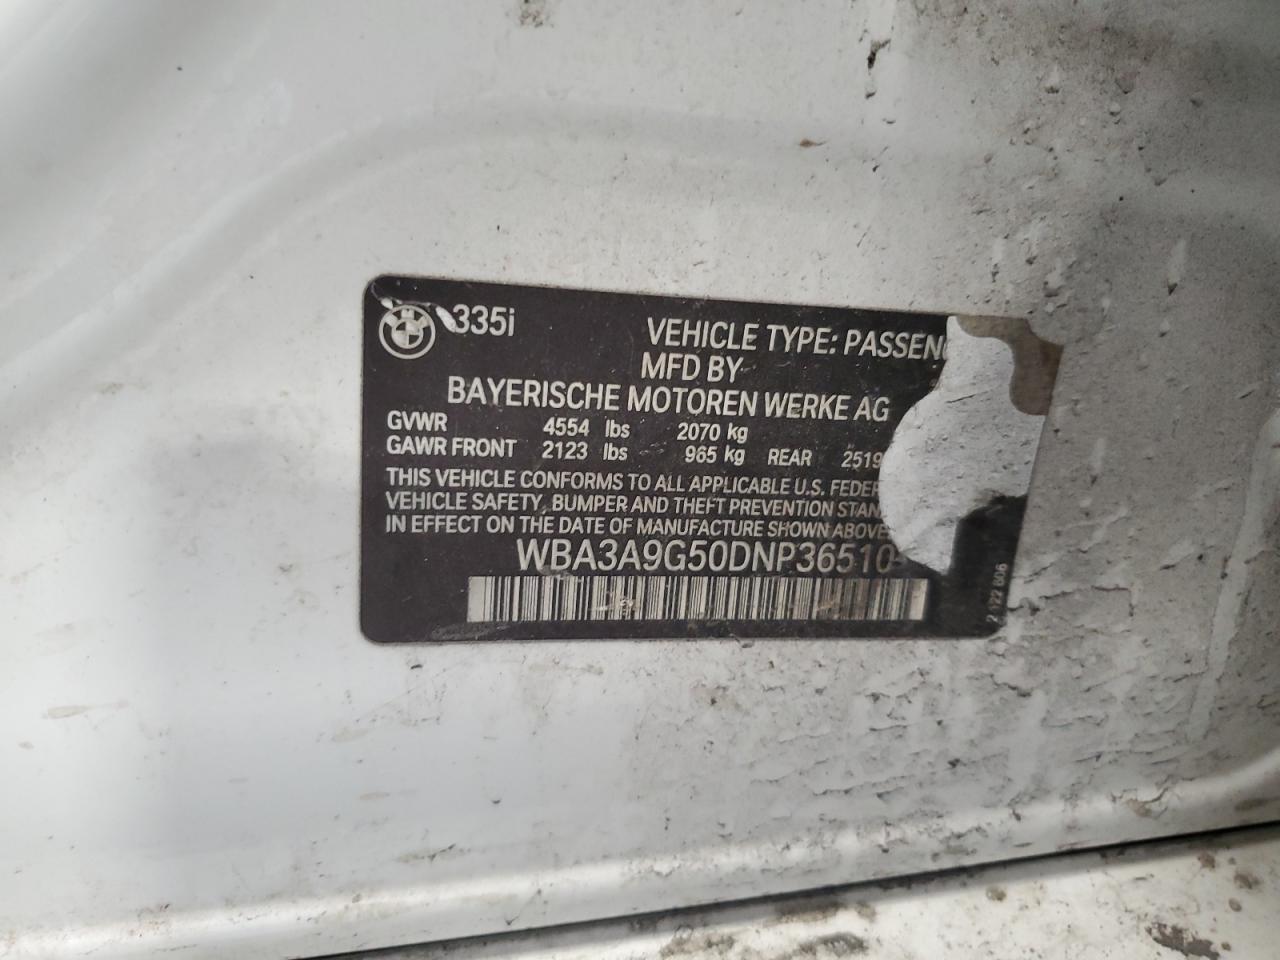 335i
VEHICLE TYPE: PASSEN
MFD BY
BAYERISCHE MOTOREN WERKE AG
GVWR 4554 lbs 2070 kg
GAWR FRONT 2123 lbs 965 kg REAR 2519
THIS VEHICLE CONFORMS TO ALL APPLICABLE U.S. FEDER
VEHICLE SAFETY, BUMPER AND THEFT PREVENTION STAN
IN EFFECT ON THE DATE OF MANUFACTURE SHOWN ABOVE
WBA3A9G50DNP36510